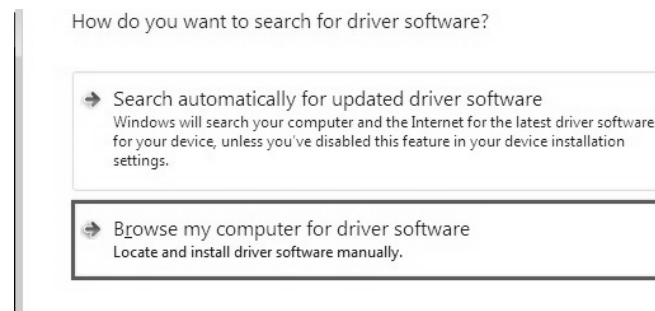 How do you want to search for driver software?
Search automatically for updated driver software
Windows will search your computer and the Internet for the latest driver software
for your device, unless you've disabled this feature in your device installation
settings.
Browse my computer for driver software
Locate and install driver software manually.